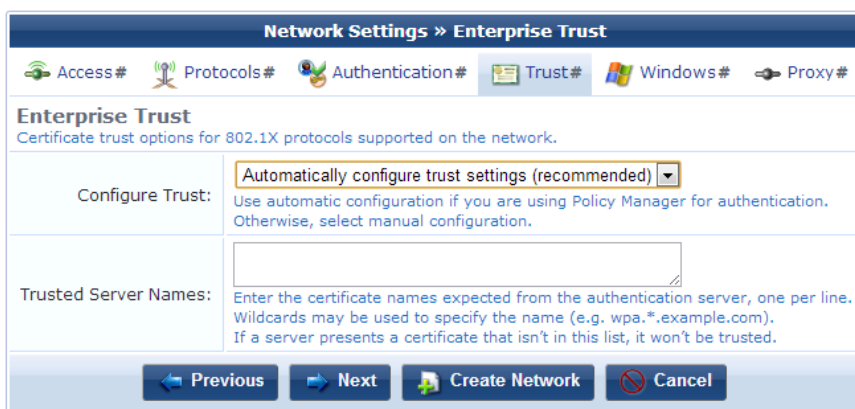 Network Settings » Enterprise Trust
Access# Protocols# Authentication# Trust# Windows# Proxy#
Enterprise Trust
Certificate trust options for 802.1X protocols supported on the network.
Configure Trust:
Automatically configure trust settings (recommended)
Use automatic configuration if you are using Policy Manager for authentication.
Otherwise, select manual configuration.
Trusted Server Names:
Enter the certificate names expected from the authentication server, one per line.
Wildcards may be used to specify the name (e.g. wpa.*.example.com).
If a server presents a certificate that isn't in this list, it won't be trusted.
Previous Next Create Network Cancel